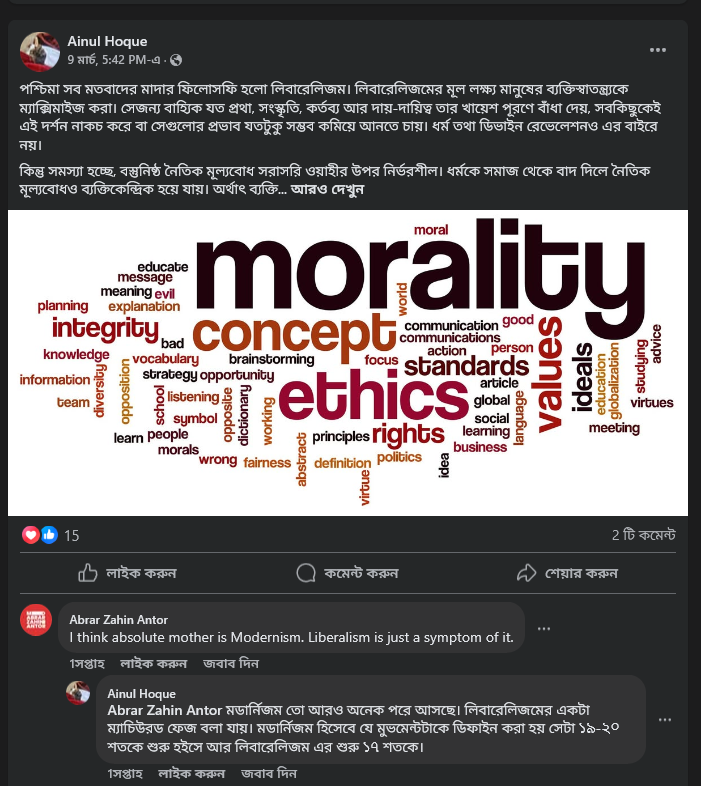 Ainul Hoque
9 মার্চ, 5:42 PM-এ ·
পশ্চিমা সব মতবাদের মাদার ফিলোসফি হলো লিবারেলিজম। লিবারেলিজমের মূল লক্ষ্য মানুষের ব্যক্তিস্বাতন্ত্র্যকে
ম্যাক্সিমাইজ করা। সেজন্য বাহ্যিক যত প্রথা, সংস্কৃতি, কর্তব্য আর দায়-দায়িত্ব তার খায়েশ পূরণে বাঁধা দেয়, সবকিছুকেই
এই দর্শন নাকচ করে বা সেগুলোর প্রভাব যতটুকু সম্ভব কমিয়ে আনতে চায়। ধর্ম তথা ডিভাইন রেভেলেশনও এর বাইরে
নয়।
কিন্তু সমস্যা হচ্ছে, বস্তুনিষ্ঠ নৈতিক মূল্যবোধ সরাসরি ওয়াহীর উপর নির্ভরশীল। ধর্মকে সমাজ থেকে বাদ দিলে নৈতিক
মূল্যবোধও ব্যক্তিকেন্দ্রিক হয়ে যায়। অর্থাৎ ব্যক্তি... আরও দেখুন
moral
morality
educate
message
meaning evil
planning
explanation
world
integrity
concept
communication
good
communications
bad
action
person
knowledge
vocabulary
brainstorming
focus
standards
values
ideals
education
globalization
studying
advice
information
diversity
opposition
strategy
opportunity
ethics
article
team
school
listening
opposite
dictionary
working
global
language
virtues
symbol
social
meeting
learn
people
principles
rights
learning
morals
abstract
business
wrong
fairness
definition
politics
idea
virtue
15
2 টি কমেন্ট
লাইক করুন
কমেন্ট করুন
শেয়ার করুন
ABRAR
ZAHIN
ANTOR
Abrar Zahin Antor
I think absolute mother is Modernism. Liberalism is just a symptom of it.
1সপ্তাহ লাইক করুন জবাব দিন
Ainul Hoque
Abrar Zahin Antor মডার্নিজম তো আরও অনেক পরে আসছে। লিবারেলিজমের একটা
ম্যাচিউরড ফেজ বলা যায়। মডার্নিজম হিসেবে যে মুভমেন্টটাকে ডিফাইন করা হয় সেটা ১৯-২০
শতকে শুরু হইসে আর লিবারেলিজম এর শুরু ১৭ শতকে।
1সপ্তাহ লাইক করুন জবাব দিন